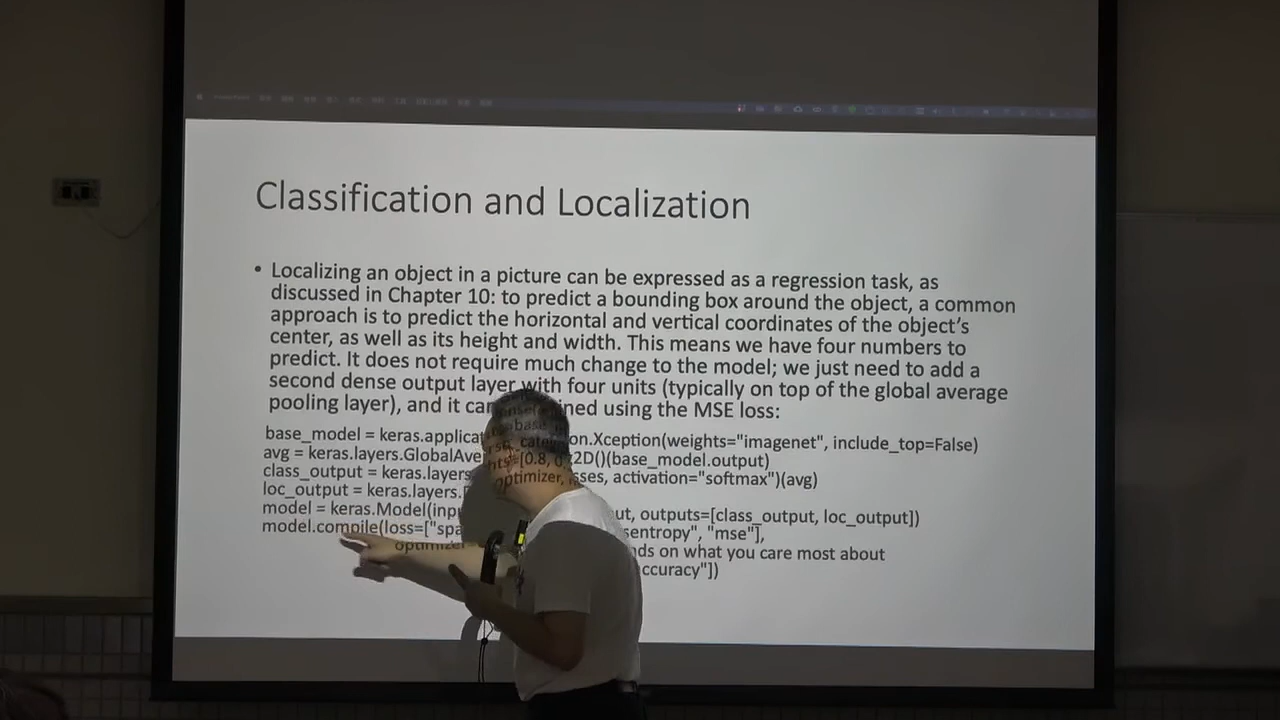 Classification and Localization
• Localizing an object in a picture can be expressed as a regression task, as
discussed in Chapter 10: to predict a bounding box around the object, a common
approach is to predict the horizontal and vertical coordinates of the object's
center, as well as its height and width. This means we have four numbers to
predict. It does not require much change to the model; we just need to add a
second dense output layer with four units (typically on top of the global average
pooling layer), and it can ined using the MSE loss:
base_model = keras.applicat on.Xception(weights="imagenet", include_top=False)
avg = keras.layers.GlobalAve 2D()(base_model.output)
class_output = keras.layers sses, activation="softmax")(avg)
loc_output = keras.layers.
model = keras.Model(inp ut, outputs=[class_output, loc_output])
model.compile(loss=["spa sentropy", "mse"],
optimizer nds on what you care most about
ccuracy"])